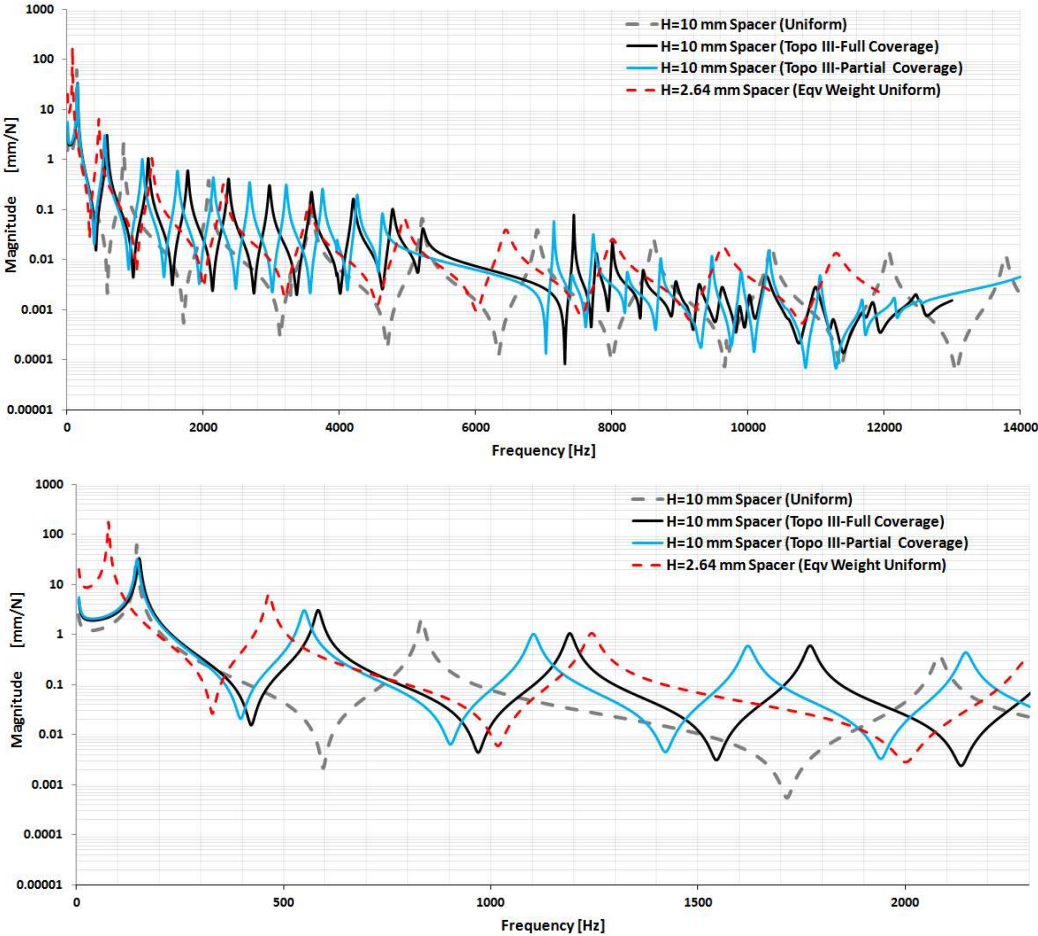 1000
100
10
1
0.1
0.01
0.001
0.0001
0.00001
Magnitude [mm/N]
H=10 mm Spacer (Uniform)
H=10 mm Spacer (Topo III-Full Coverage)
H=10 mm Spacer (Topo III-Partial Coverage)
H=2.64 mm Spacer (Eqv Weight Uniform)
0 2000 4000 6000 8000 10000 12000 14000
Frequency [Hz]
1000
100
10
1
0.1
0.01
0.001
0.0001
0.00001
Magnitude [mm/N]
H=10 mm Spacer (Uniform)
H=10 mm Spacer (Topo III-Full Coverage)
H=10 mm Spacer (Topo III-Partial Coverage)
H=2.64 mm Spacer (Eqv Weight Uniform)
0 500 1000 1500 2000
Frequency [Hz]